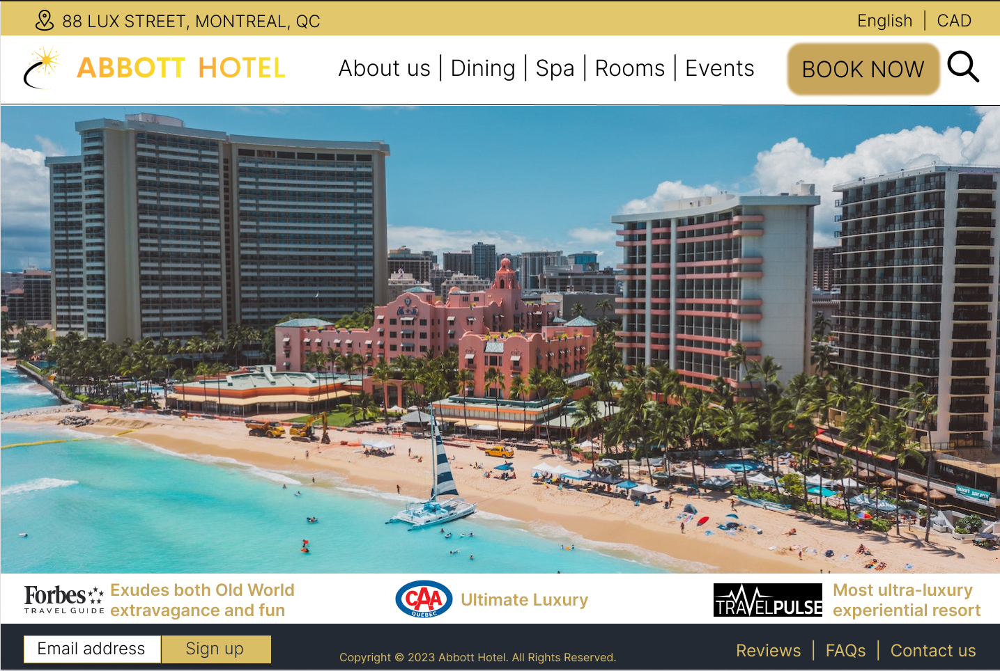 88 LUX STREET, MONTREAL, QC
English | CAD
ABBOTT HOTEL
About us | Dining | Spa | Rooms | Events
BOOK NOW
Forbes
TRAVEL GUIDE
Exudes both Old World
extravagance and fun
CAA
QUÉBEC
Ultimate Luxury
TRAVELPULSE
Most ultra-luxury
experiential resort
Email address
Sign up
Copyright © 2023 Abbott Hotel. All Rights Reserved.
Reviews | FAQs | Contact us